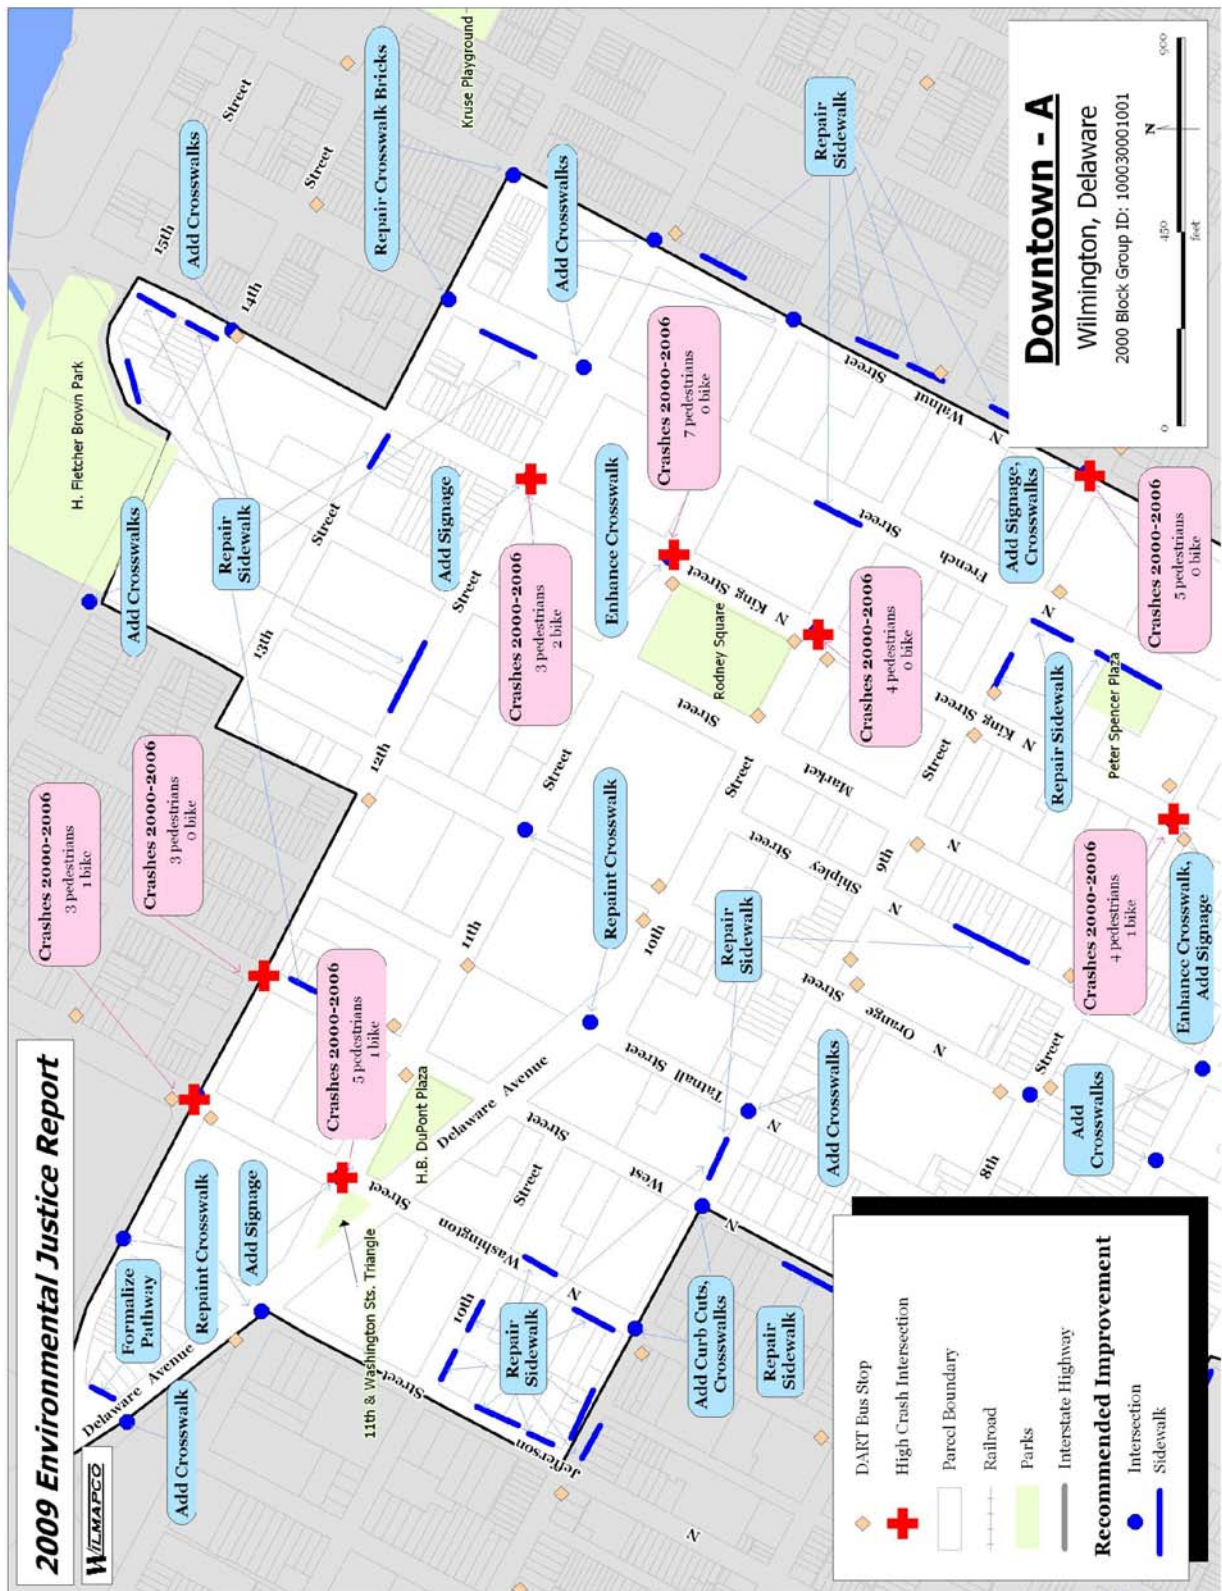 2009 Environmental Justice Report
WILMAPCO
Crashes 2000-2006
3 pedestrians
1 bike
Crashes 2000-2006
3 pedestrians
0 bike
Add Crosswalks
H. Fletcher Brown Park
Add Crosswalks
15th
Street
14th
Street
Repair Crosswalk Bricks
Kruse Playground
Formalize
Pathway
Repaint Crosswalk
Add Signage
Delaware Avenue
Add Crosswalk
Crashes 2000-2006
5 pedestrians
1 bike
Repair
Sidewalk
13th
Street
12th
Street
Add Signage
Add Crosswalks
11th & Washington Sts. Triangle
H.B. DuPont Plaza
Delaware Avenue
11th
Street
Crashes 2000-2006
3 pedestrians
2 bike
Enhance Crosswalk
Crashes 2000-2006
7 pedestrians
0 bike
Repair
Sidewalk
Jefferson
Street
10th
Street
N
Washington
Street
Repair
Sidewalk
N
West
Street
Repaint Crosswalk
10th
Street
Rodney Square
N King Street
Crashes 2000-2006
4 pedestrians
0 bike
N
Add Curb Cuts,
Crosswalks
Repair
Sidewalk
N
Tatnall Street
Add Crosswalks
Repair
Sidewalk
N
Orange
Street
N
Shipley Street
N
Market
Street
9th
Street
N King Street
N
French
Street
N
Walnut
Street
Add Signage,
Crosswalks
Crashes 2000-2006
5 pedestrians
0 bike
Repair Sidewalk
Peter Spencer Plaza
8th
Street
Add
Crosswalks
Crashes 2000-2006
4 pedestrians
1 bike
Enhance Crosswalk,
Add Signage
DART Bus Stop
High Crash Intersection
Parcel Boundary
Railroad
Parks
Interstate Highway
Recommended Improvement
Intersection
Sidewalk
Downtown - A
Wilmington, Delaware
2000 Block Group ID: 100030001001
N
0
450
900
feet